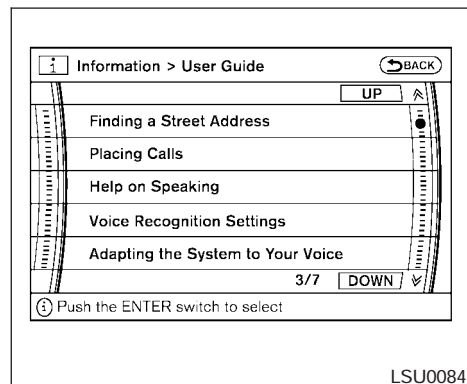 i Information > User Guide BACK
UP
Finding a Street Address
Placing Calls
Help on Speaking
Voice Recognition Settings
Adapting the System to Your Voice
3/7 DOWN
i Push the ENTER switch to select
LSU0084